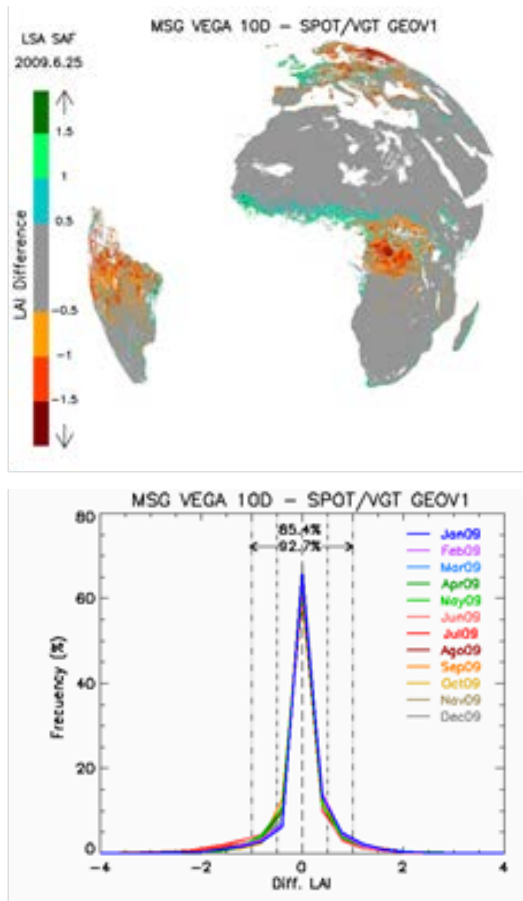 MSG VEGA 10D – SPOT/VGT GEOV1
LSA SAF
2009.6.25
1.5
1
0.5
−0.5
−1
−1.5
LAI Difference
MSG VEGA 10D – SPOT/VGT GEOV1
80
60
40
20
0
Frecuency (%)
85.4%
92.7%
Jan09
Feb09
Mar09
Apr09
May09
Jun09
Jul09
Ago09
Sep09
Oct09
Nov09
Dec09
−4
−2
0
2
4
Diff. LAI